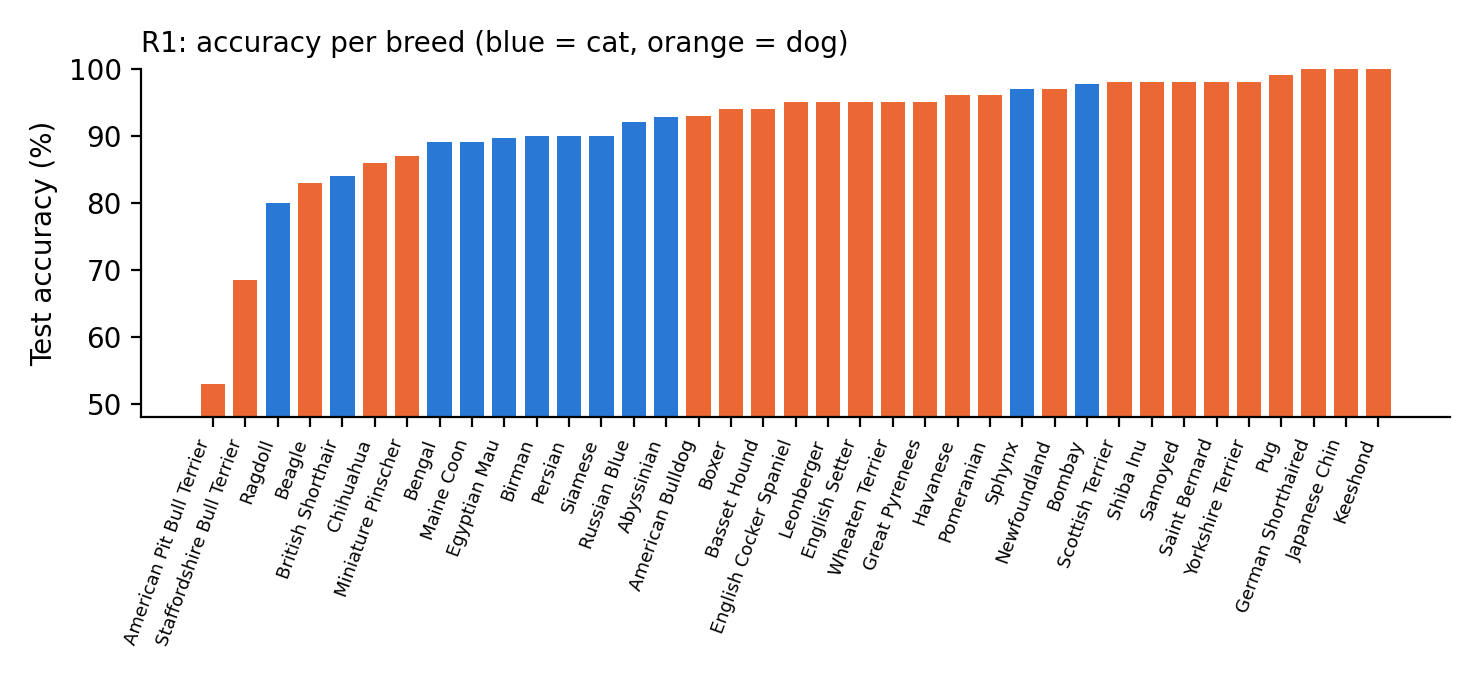 R1: accuracy per breed (blue = cat, orange = dog)
Test accuracy (%)
100
90
80
70
60
50
American Pit Bull Terrier
Staffordshire Bull Terrier
Ragdoll
Beagle
British Shorthair
Chihuahua
Miniature Pinscher
Bengal
Maine Coon
Egyptian Mau
Birman
Persian
Siamese
Russian Blue
Abyssinian
American Bulldog
Boxer
Basset Hound
English Cocker Spaniel
Leonberger
English Setter
Wheaten Terrier
Great Pyrenees
Havanese
Pomeranian
Sphynx
Newfoundland
Bombay
Scottish Terrier
Shiba Inu
Samoyed
Saint Bernard
Yorkshire Terrier
Pug
German Shorthaired
Japanese Chin
Keeshond